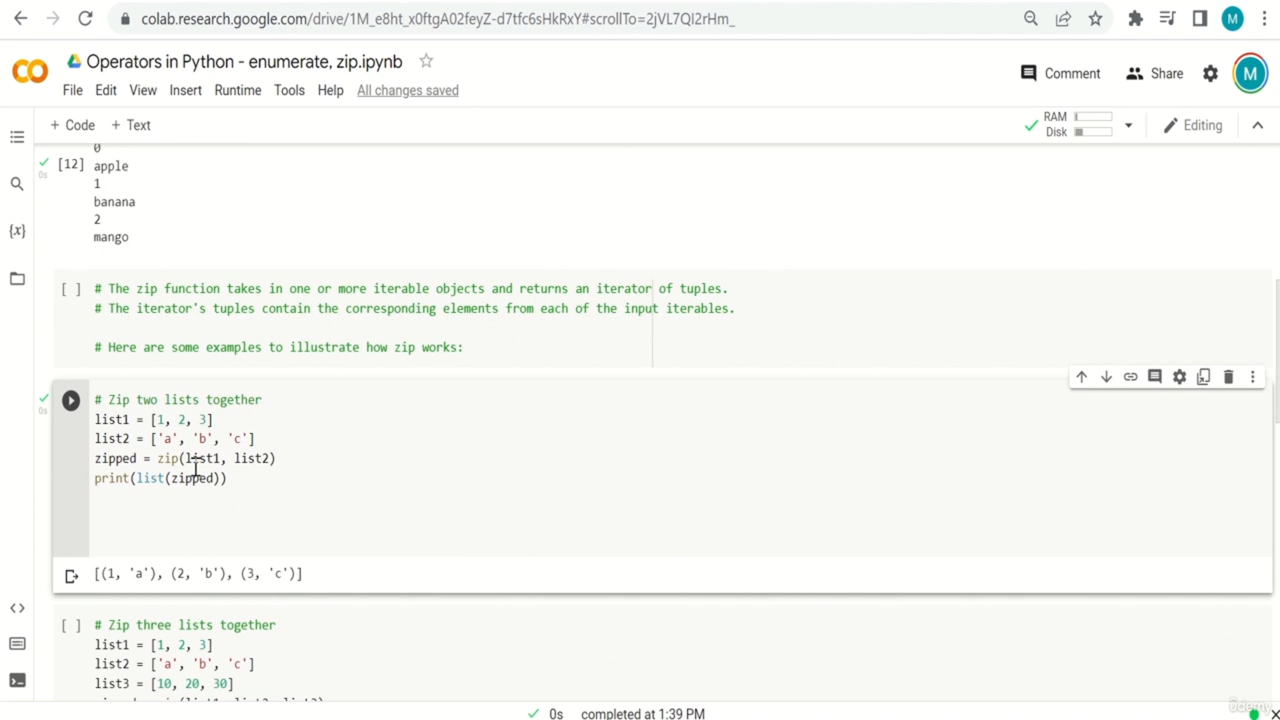 colab.research.google.com/drive/1M_e8ht_x0ftgA02feyZ-d7tfc6sHkRxY#scrollTo=2jVL7Ql2rHm_
M
Operators in Python - enumerate, zip.ipynb
Comment
Share
M
File Edit View Insert Runtime Tools Help All changes saved
+ Code + Text
RAM
Disk
Editing
0
[12] apple
0s
1
banana
2
mango
{x}
[ ] # The zip function takes in one or more iterable objects and returns an iterator of tuples.
# The iterator's tuples contain the corresponding elements from each of the input iterables.
# Here are some examples to illustrate how zip works:
# Zip two lists together
0s
list1 = [1, 2, 3]
list2 = ['a', 'b', 'c']
zipped = zip(list1, list2)
print(list(zipped))
[(1, 'a'), (2, 'b'), (3, 'c')]
[ ] # Zip three lists together
list1 = [1, 2, 3]
list2 = ['a', 'b', 'c']
list3 = [10, 20, 30]
0s completed at 1:39 PM
udemy